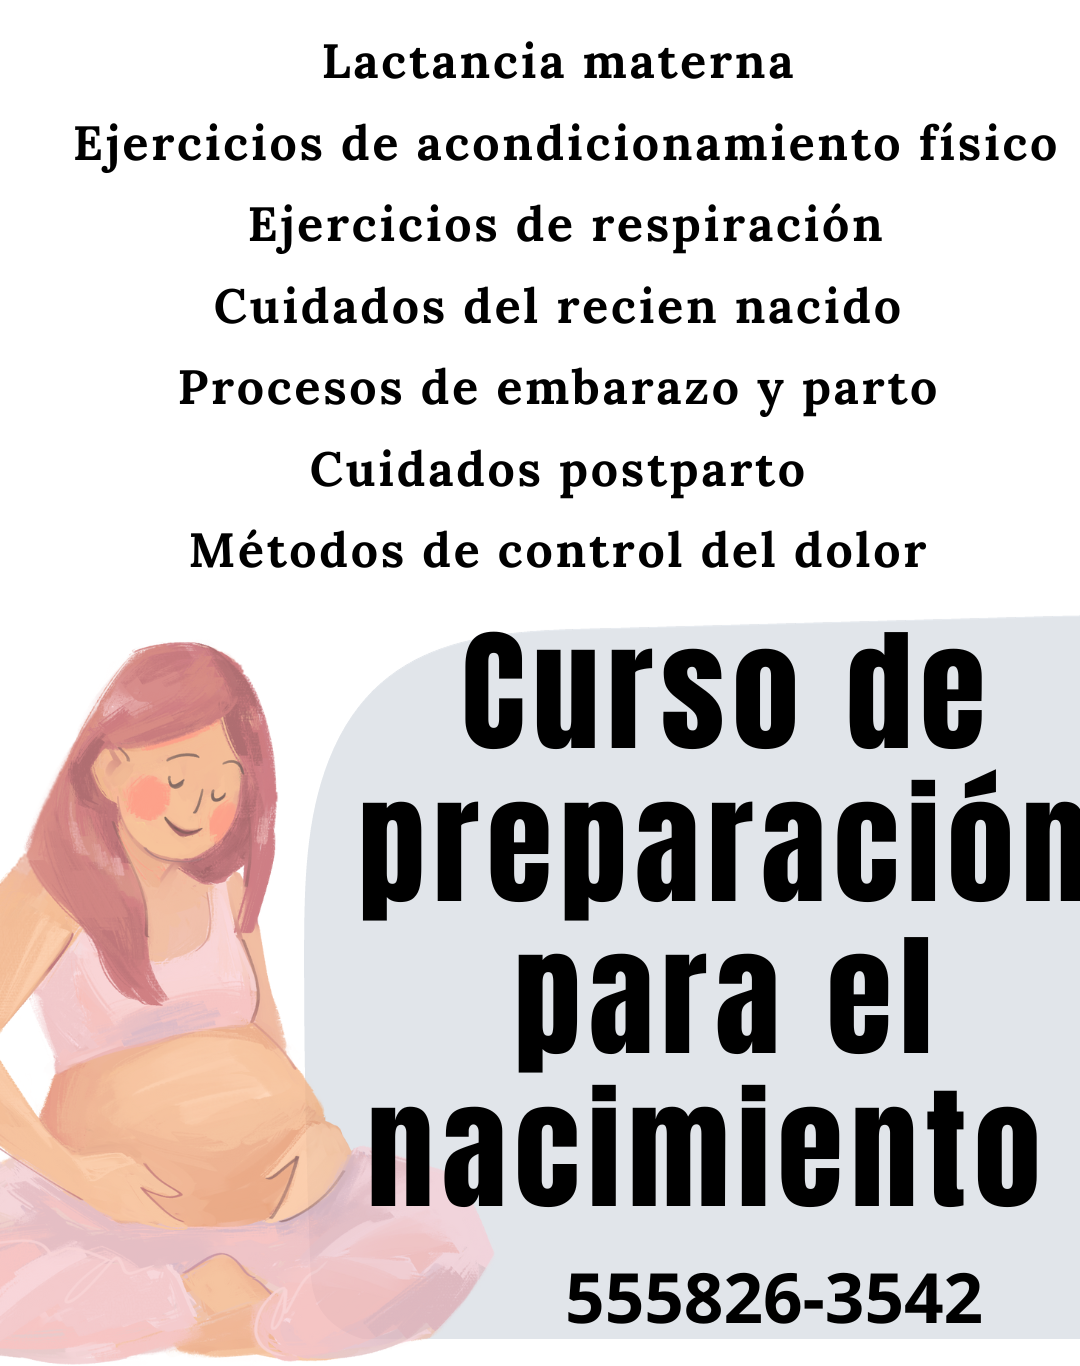 Lactancia materna
Ejercicios de acondicionamiento físico
Ejercicios de respiración
Cuidados del recien nacido
Procesos de embarazo y parto
Cuidados postparto
Métodos de control del dolor
Curso de
preparación
para el
nacimiento
555826-3542